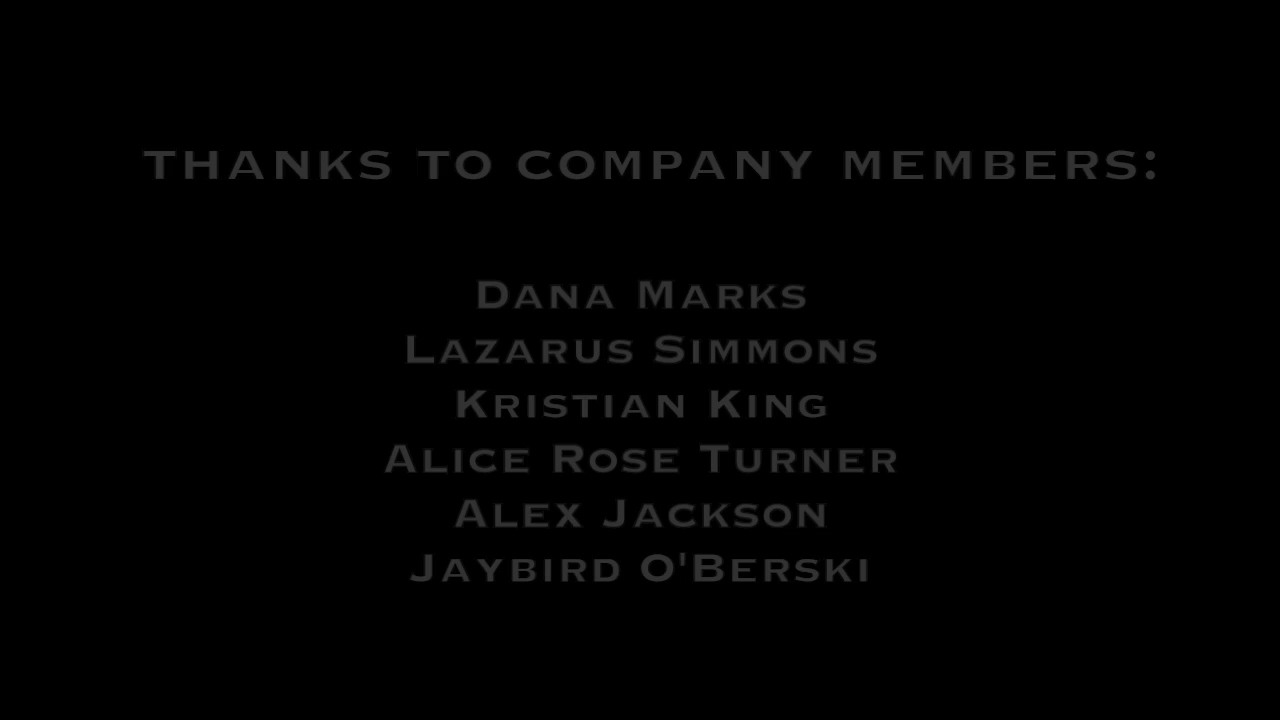 THANKS TO COMPANY MEMBERS:
Dana Marks
Lazarus Simmons
Kristian King
Alice Rose Turner
Alex Jackson
Jaybird O'Berski